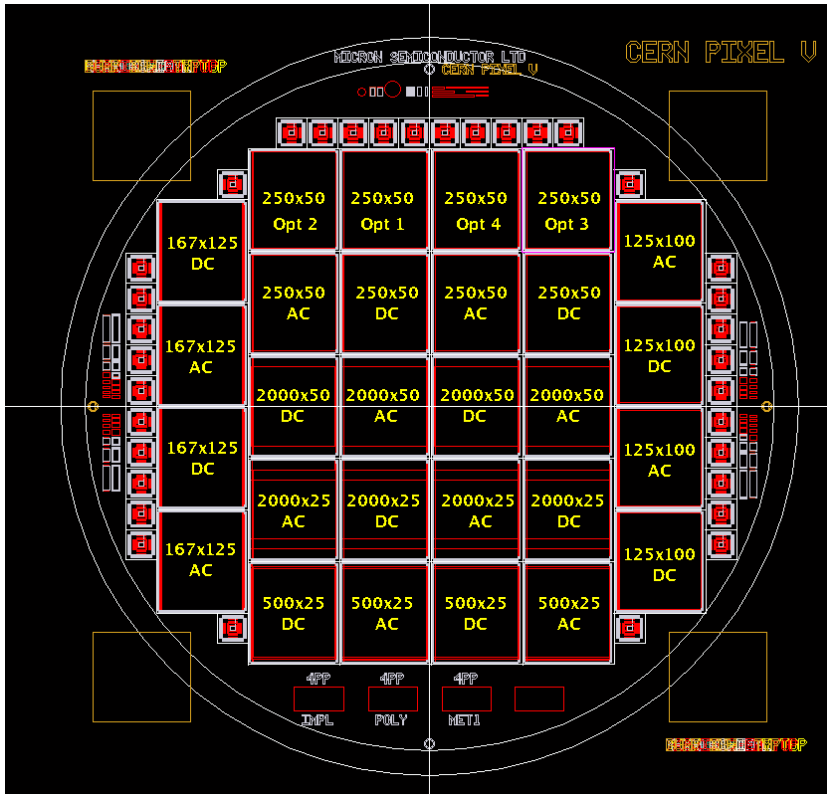 MICRON SEMICONDUCTOR LTD
CERN PIXEL V
CERN PIXEL V
250x50 Opt 2
250x50 Opt 1
250x50 Opt 4
250x50 Opt 3
167x125 DC
125x100 AC
250x50 AC
250x50 DC
250x50 AC
250x50 DC
167x125 AC
125x100 DC
2000x50 DC
2000x50 AC
2000x50 DC
2000x50 AC
167x125 DC
125x100 AC
2000x25 AC
2000x25 DC
2000x25 AC
2000x25 DC
167x125 AC
125x100 DC
500x25 DC
500x25 AC
500x25 DC
500x25 AC
4PP
4PP
4PP
IMPL
POLY
MET1